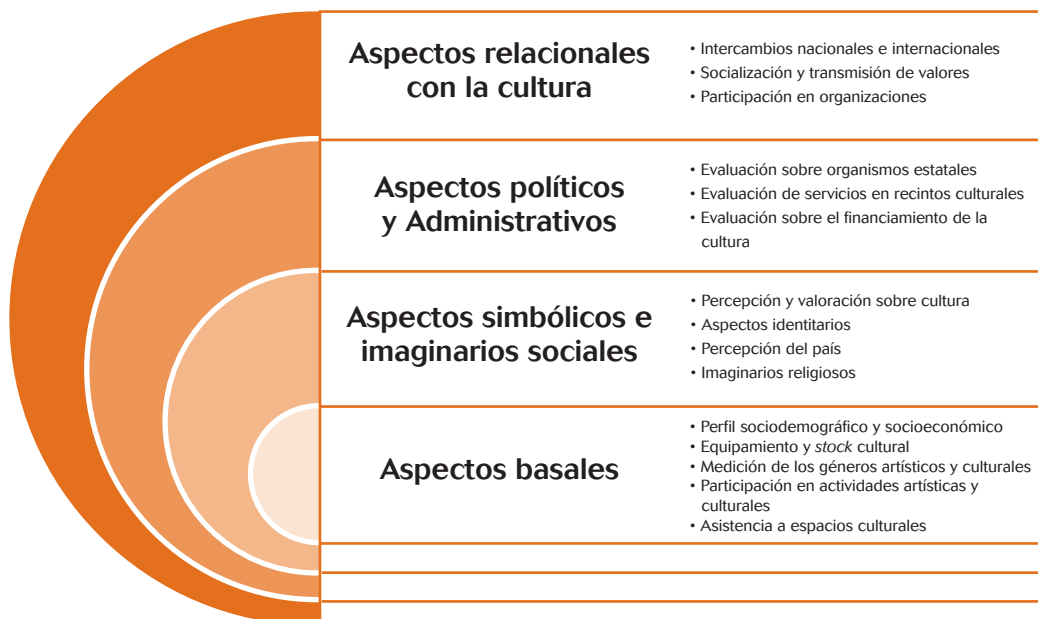 Aspectos relacionales
con la cultura
• Intercambios nacionales e internacionales
• Socialización y transmisión de valores
• Participación en organizaciones
Aspectos políticos
y Administrativos
• Evaluación sobre organismos estatales
• Evaluación de servicios en recintos culturales
• Evaluación sobre el financiamiento de la
cultura
Aspectos simbólicos e
imaginarios sociales
• Percepción y valoración sobre cultura
• Aspectos identitarios
• Percepción del país
• Imaginarios religiosos
Aspectos basales
• Perfil sociodemográfico y socioeconómico
• Equipamiento y stock cultural
• Medición de los géneros artísticos y culturales
• Participación en actividades artísticas y
culturales
• Asistencia a espacios culturales